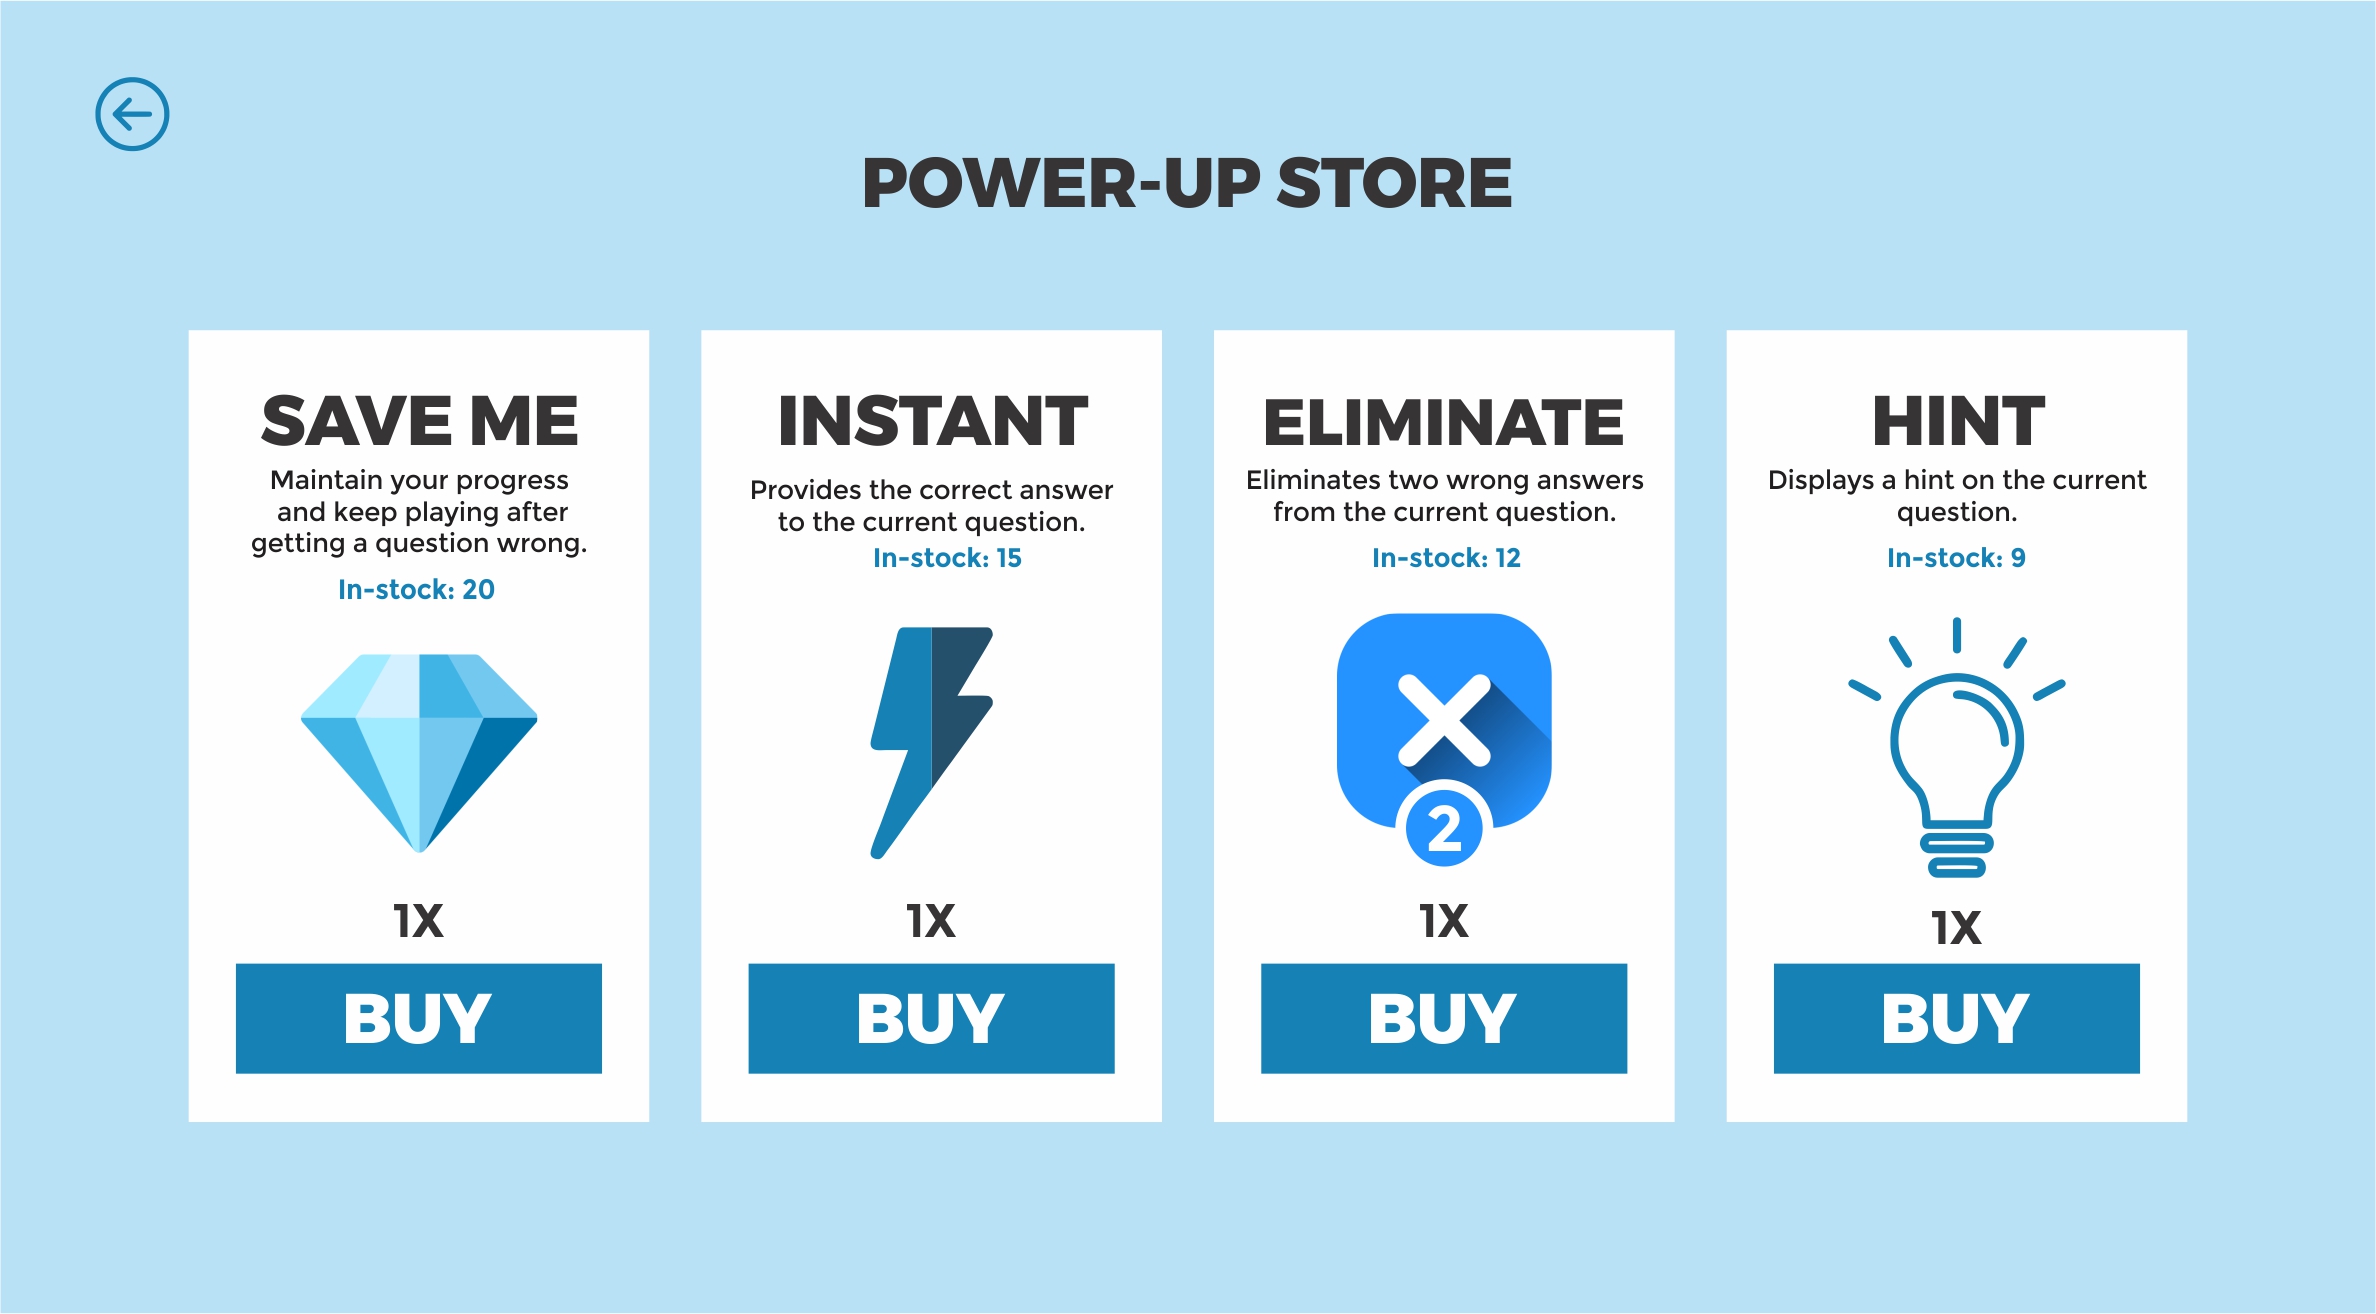 POWER-UP STORE
SAVE ME
Maintain your progress
and keep playing after
getting a question wrong.
In-stock: 20
1X
BUY
INSTANT
Provides the correct answer
to the current question.
In-stock: 15
1X
BUY
ELIMINATE
Eliminates two wrong answers
from the current question.
In-stock: 12
2
1X
BUY
HINT
Displays a hint on the current
question.
In-stock: 9
1X
BUY